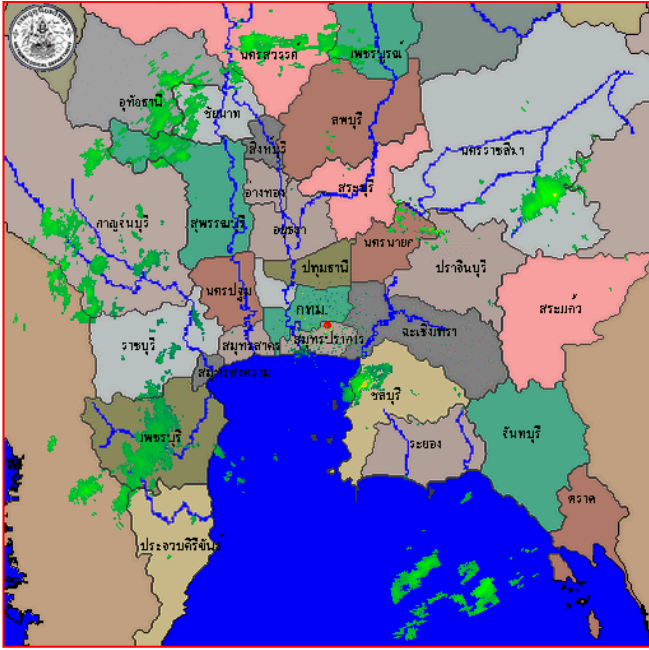 นครสวรรค์
เพชรบูรณ์
อุทัยธานี
ชัยนาท
ลพบุรี
สิงหบุรี
นครราชสีมา
อ่างทอง
สระบุรี
กาญจนบุรี
สุพรรณบุรี
อยุธยา
นครนายก
ปทุมธานี
ปราจีนบุรี
นครปฐม
กทม.
สระแก้ว
ราชบุรี
สมุทรสาคร
สมุทรปราการ
ฉะเชิงเทรา
สมุทรสงคราม
ชลบุรี
เพชรบุรี
ระยอง
จันทบุรี
ตราด
ประจวบคีรีขันธ์